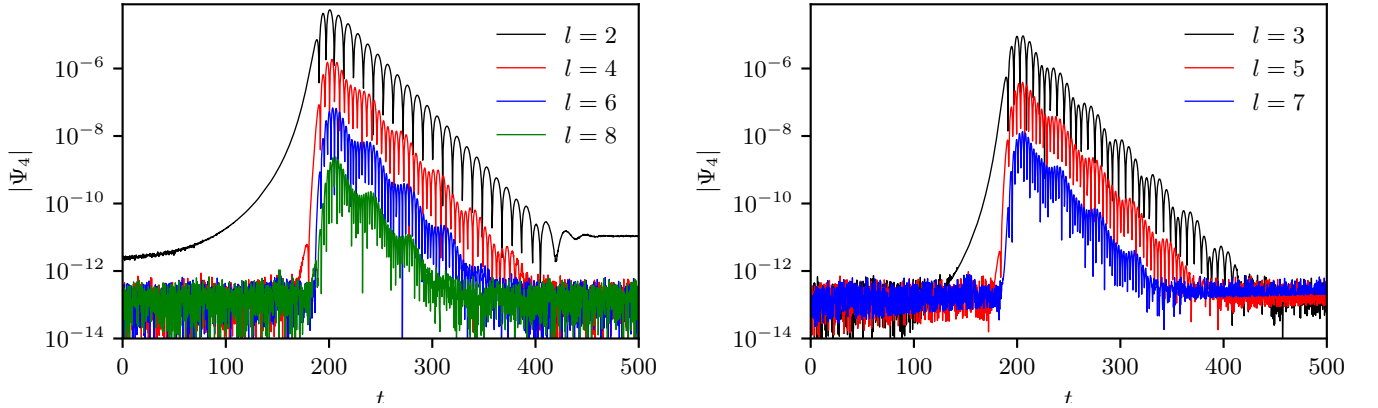 |Ψ₄|
10⁻⁶
10⁻⁸
10⁻¹⁰
10⁻¹²
10⁻¹⁴
0
100
200
300
400
500
t
l = 2
l = 4
l = 6
l = 8
|Ψ₄|
10⁻⁶
10⁻⁸
10⁻¹⁰
10⁻¹²
10⁻¹⁴
0
100
200
300
400
500
t
l = 3
l = 5
l = 7